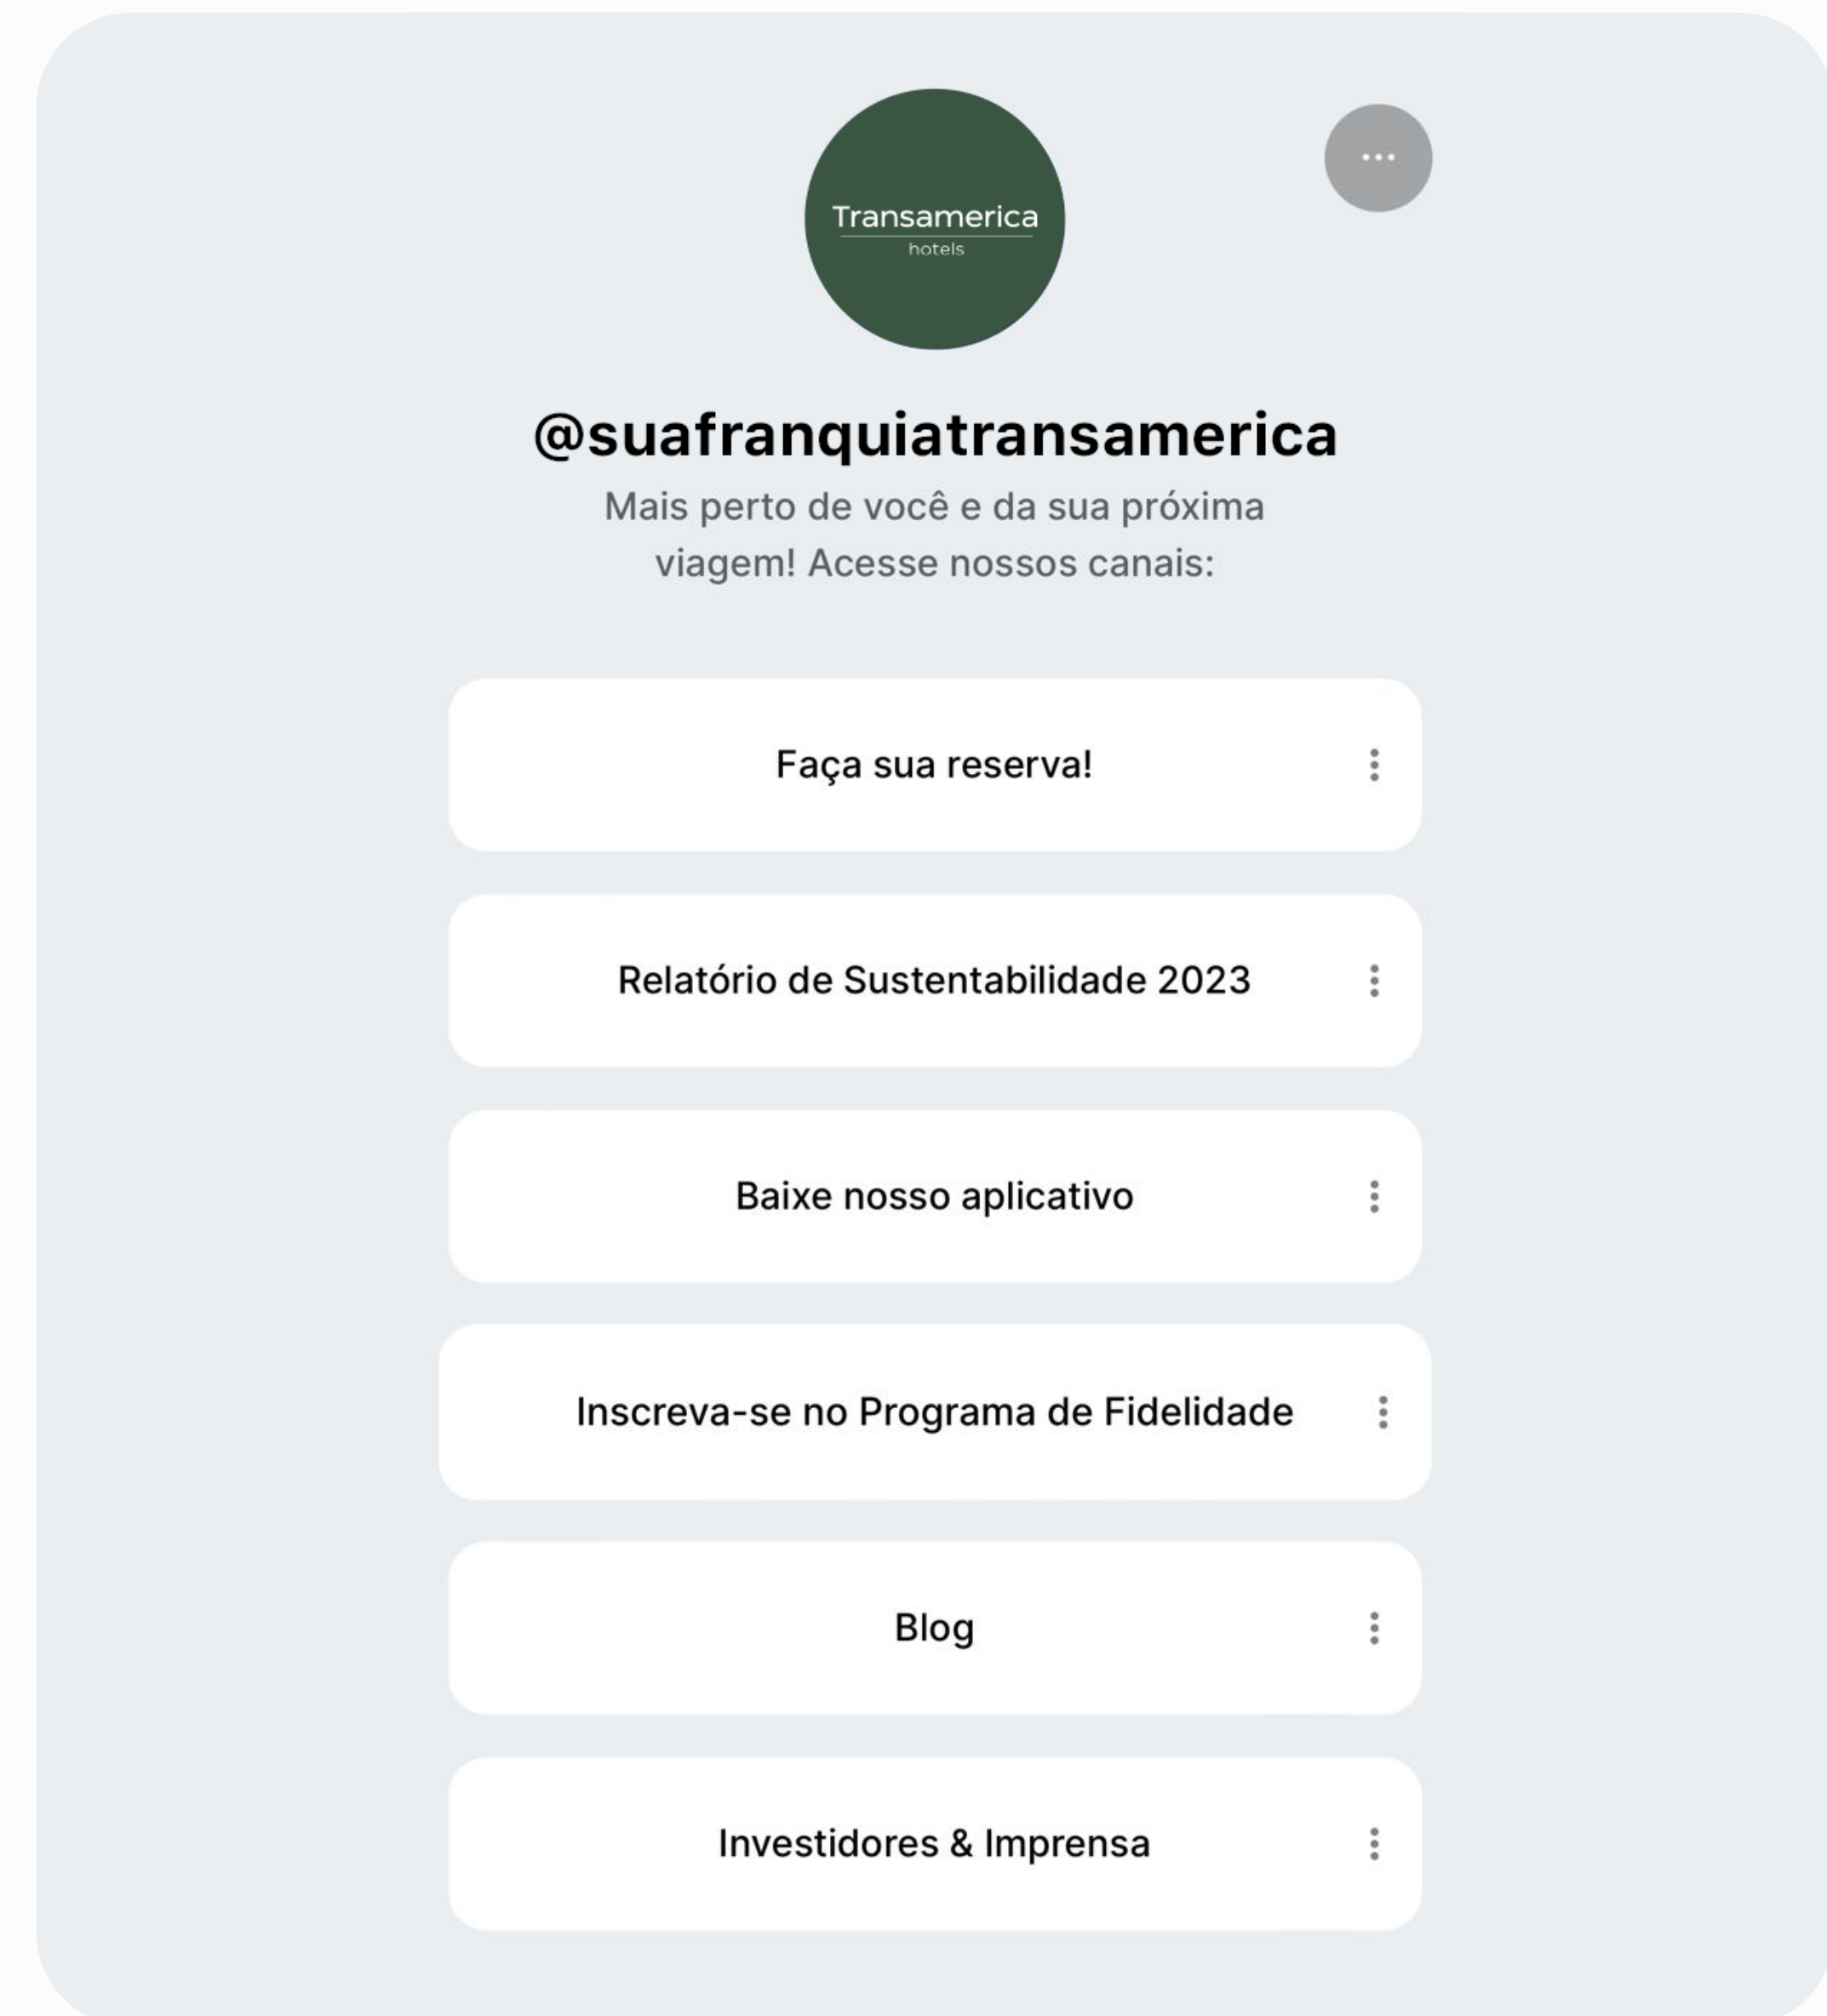 Transamerica
hotels
@suafranquiatransamerica
Mais perto de você e da sua próxima
viagem! Acesse nossos canais:
Faça sua reserva!
Relatório de Sustentabilidade 2023
Baixe nosso aplicativo
Inscreva-se no Programa de Fidelidade
Blog
Investidores & Imprensa